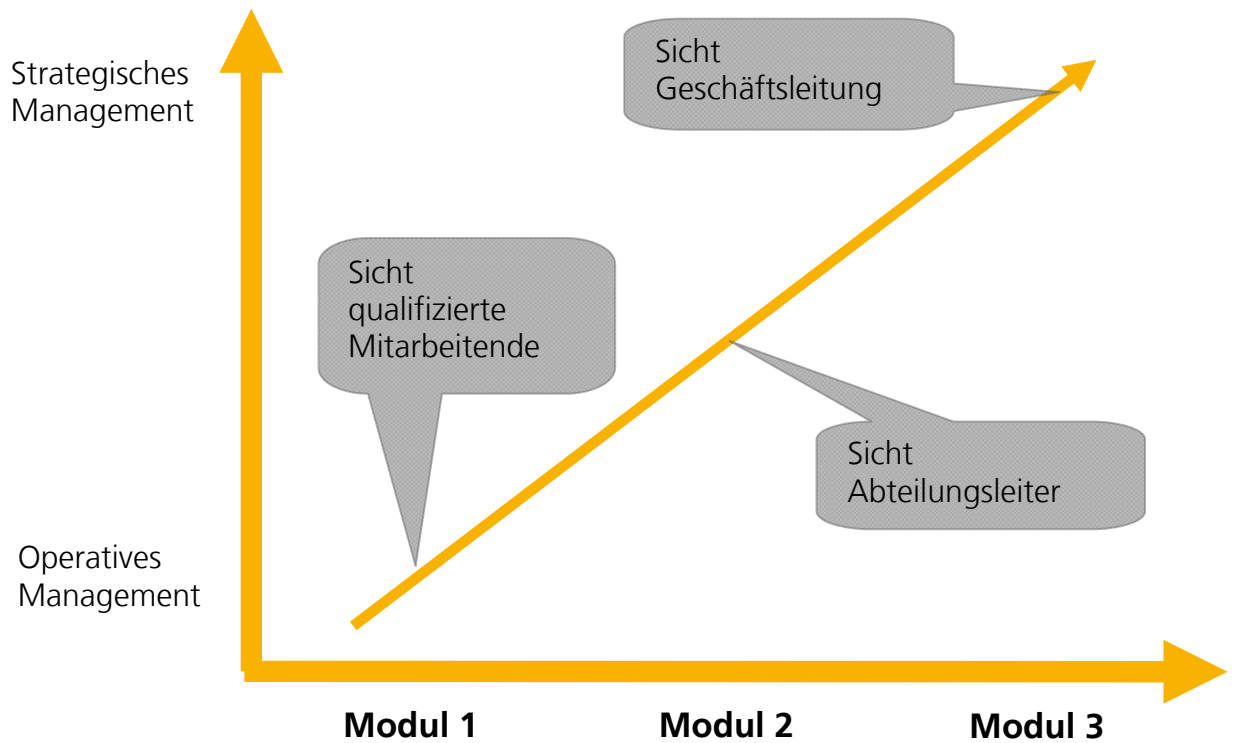 Strategisches
Management
Sicht
Geschäftsleitung
Sicht
qualifizierte
Mitarbeitende
Sicht
Abteilungsleiter
Operatives
Management
Modul 1
Modul 2
Modul 3